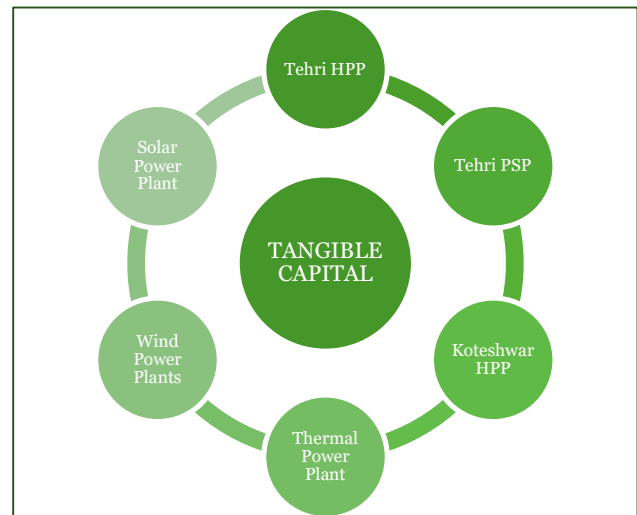 Tehri HPP
Tehri PSP
Koteshwar
HPP
Thermal
Power
Plant
Wind
Power
Plants
Solar
Power
Plant
TANGIBLE
CAPITAL